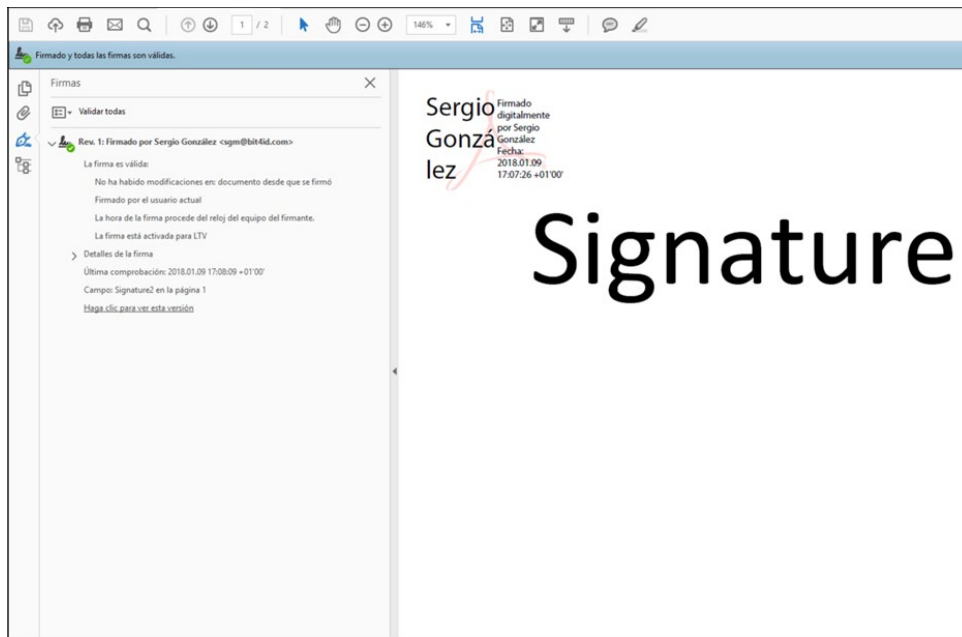 1 / 2
146%
Firmado y todas las firmas son válidas.
Firmas
Validar todas
Rev. 1: Firmado por Sergio González <sgm@bit4id.com>
La firma es válida:
No ha habido modificaciones en: documento desde que se firmó
Firmado por el usuario actual
La hora de la firma procede del reloj del equipo del firmante.
La firma está activada para LTV
Detalles de la firma
Última comprobación: 2018.01.09 17:08:09 +01'00'
Campo: Signature2 en la página 1
Haga clic para ver esta versión
Sergio
Gonzá
lez
Firmado
digitalmente
por Sergio
González
Fecha:
2018.01.09
17:07:26 +01'00'
Signature